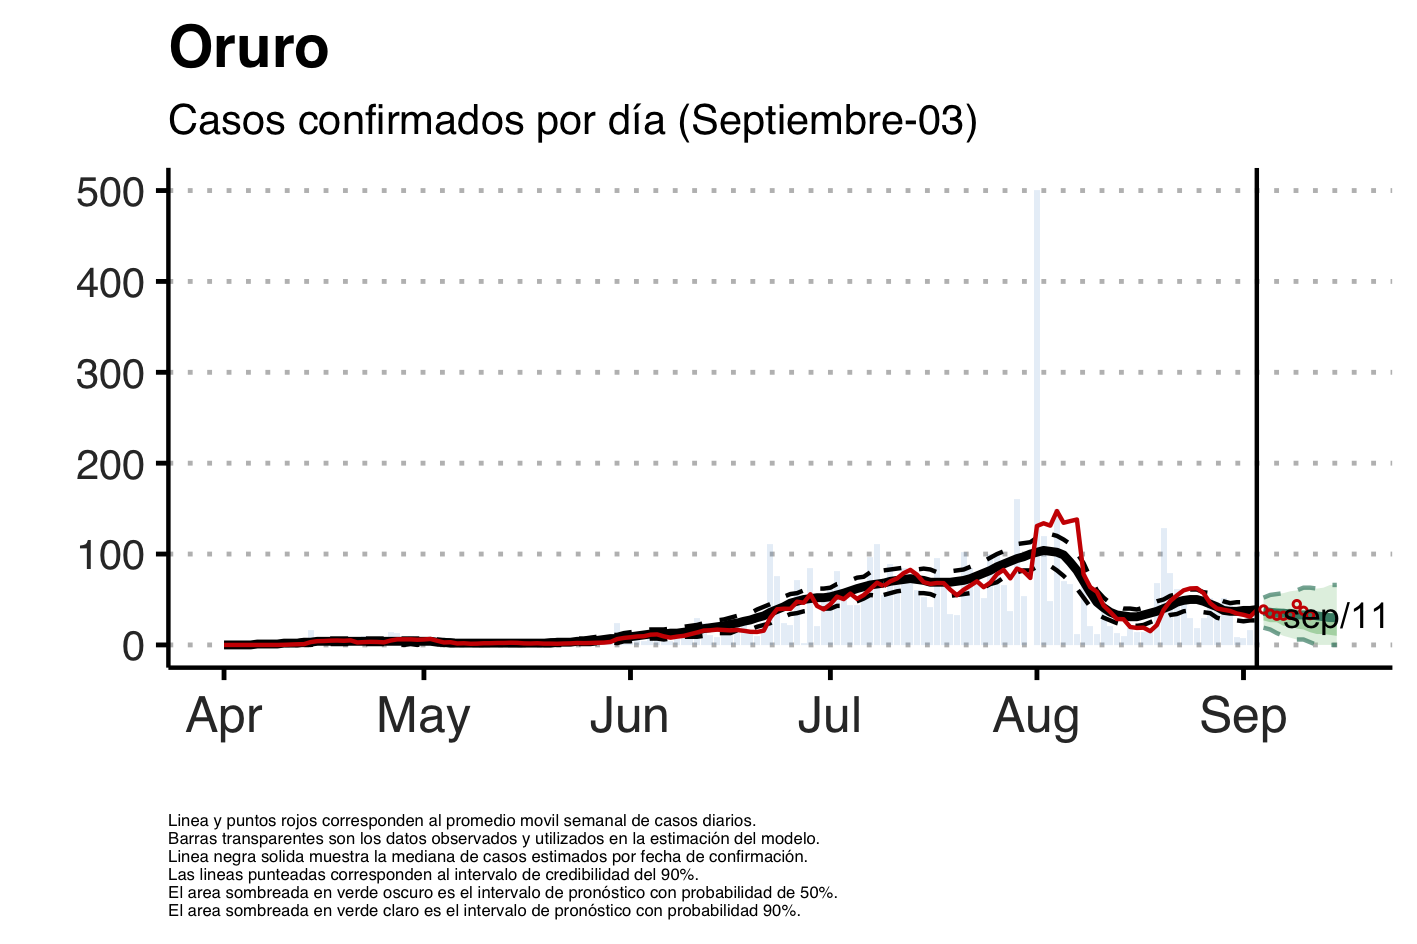 Oruro
Casos confirmados por día (Septiembre-03)
500
400
300
200
100
0
sep/11
Apr May Jun Jul Aug Sep
Linea y puntos rojos corresponden al promedio movil semanal de casos diarios.
Barras transparentes son los datos observados y utilizados en la estimación del modelo.
Linea negra solida muestra la mediana de casos estimados por fecha de confirmación.
Las lineas punteadas corresponden al intervalo de credibilidad del 90%.
El area sombreada en verde oscuro es el intervalo de pronóstico con probabilidad de 50%.
El area sombreada en verde claro es el intervalo de pronóstico con probabilidad 90%.